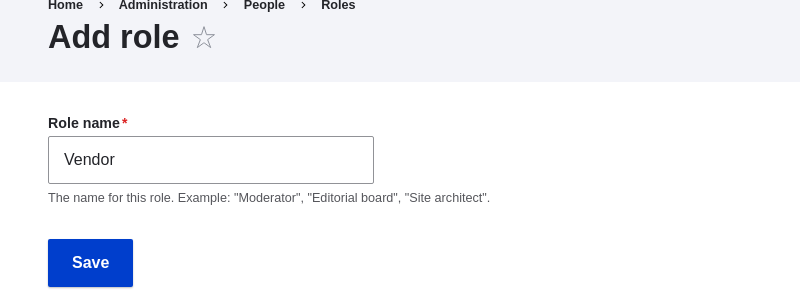 Home › Administration › People › Roles
Add role ☆
Role name*
Vendor
The name for this role. Example: "Moderator", "Editorial board", "Site architect".
Save